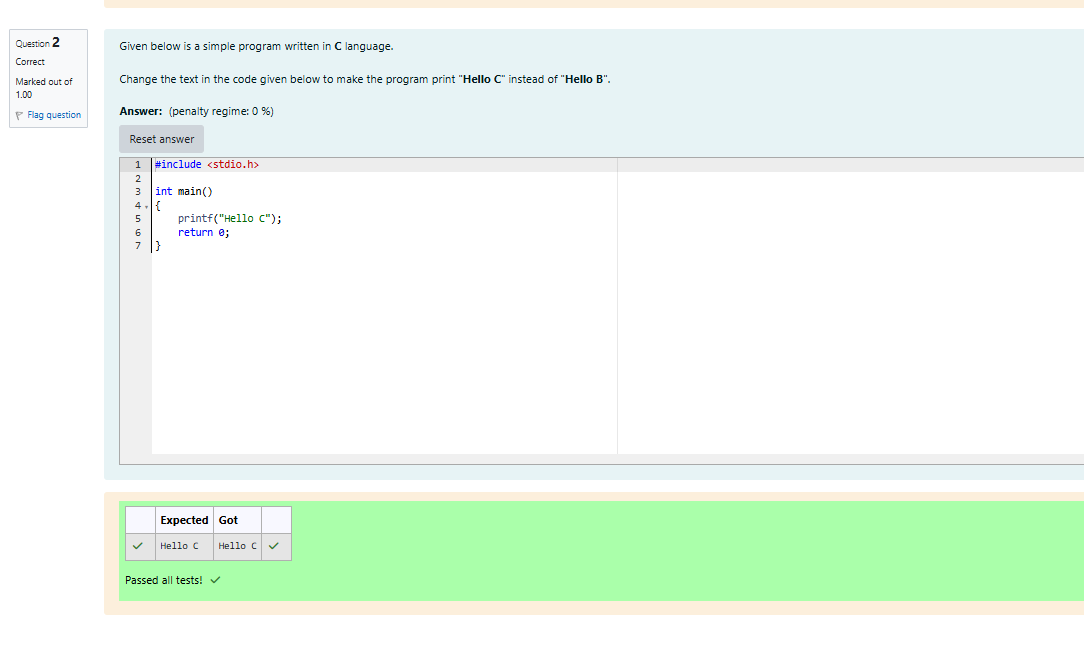 Question 2
Correct
Marked out of
1.00
Flag question
Given below is a simple program written in C language.
Change the text in the code given below to make the program print "Hello C" instead of "Hello B".
Answer: (penalty regime: 0 %)
Reset answer
1 #include <stdio.h>
2
3 int main()
4 {
5     printf("Hello C");
6     return 0;
7 }
Expected Got
Hello C Hello C
Passed all tests!